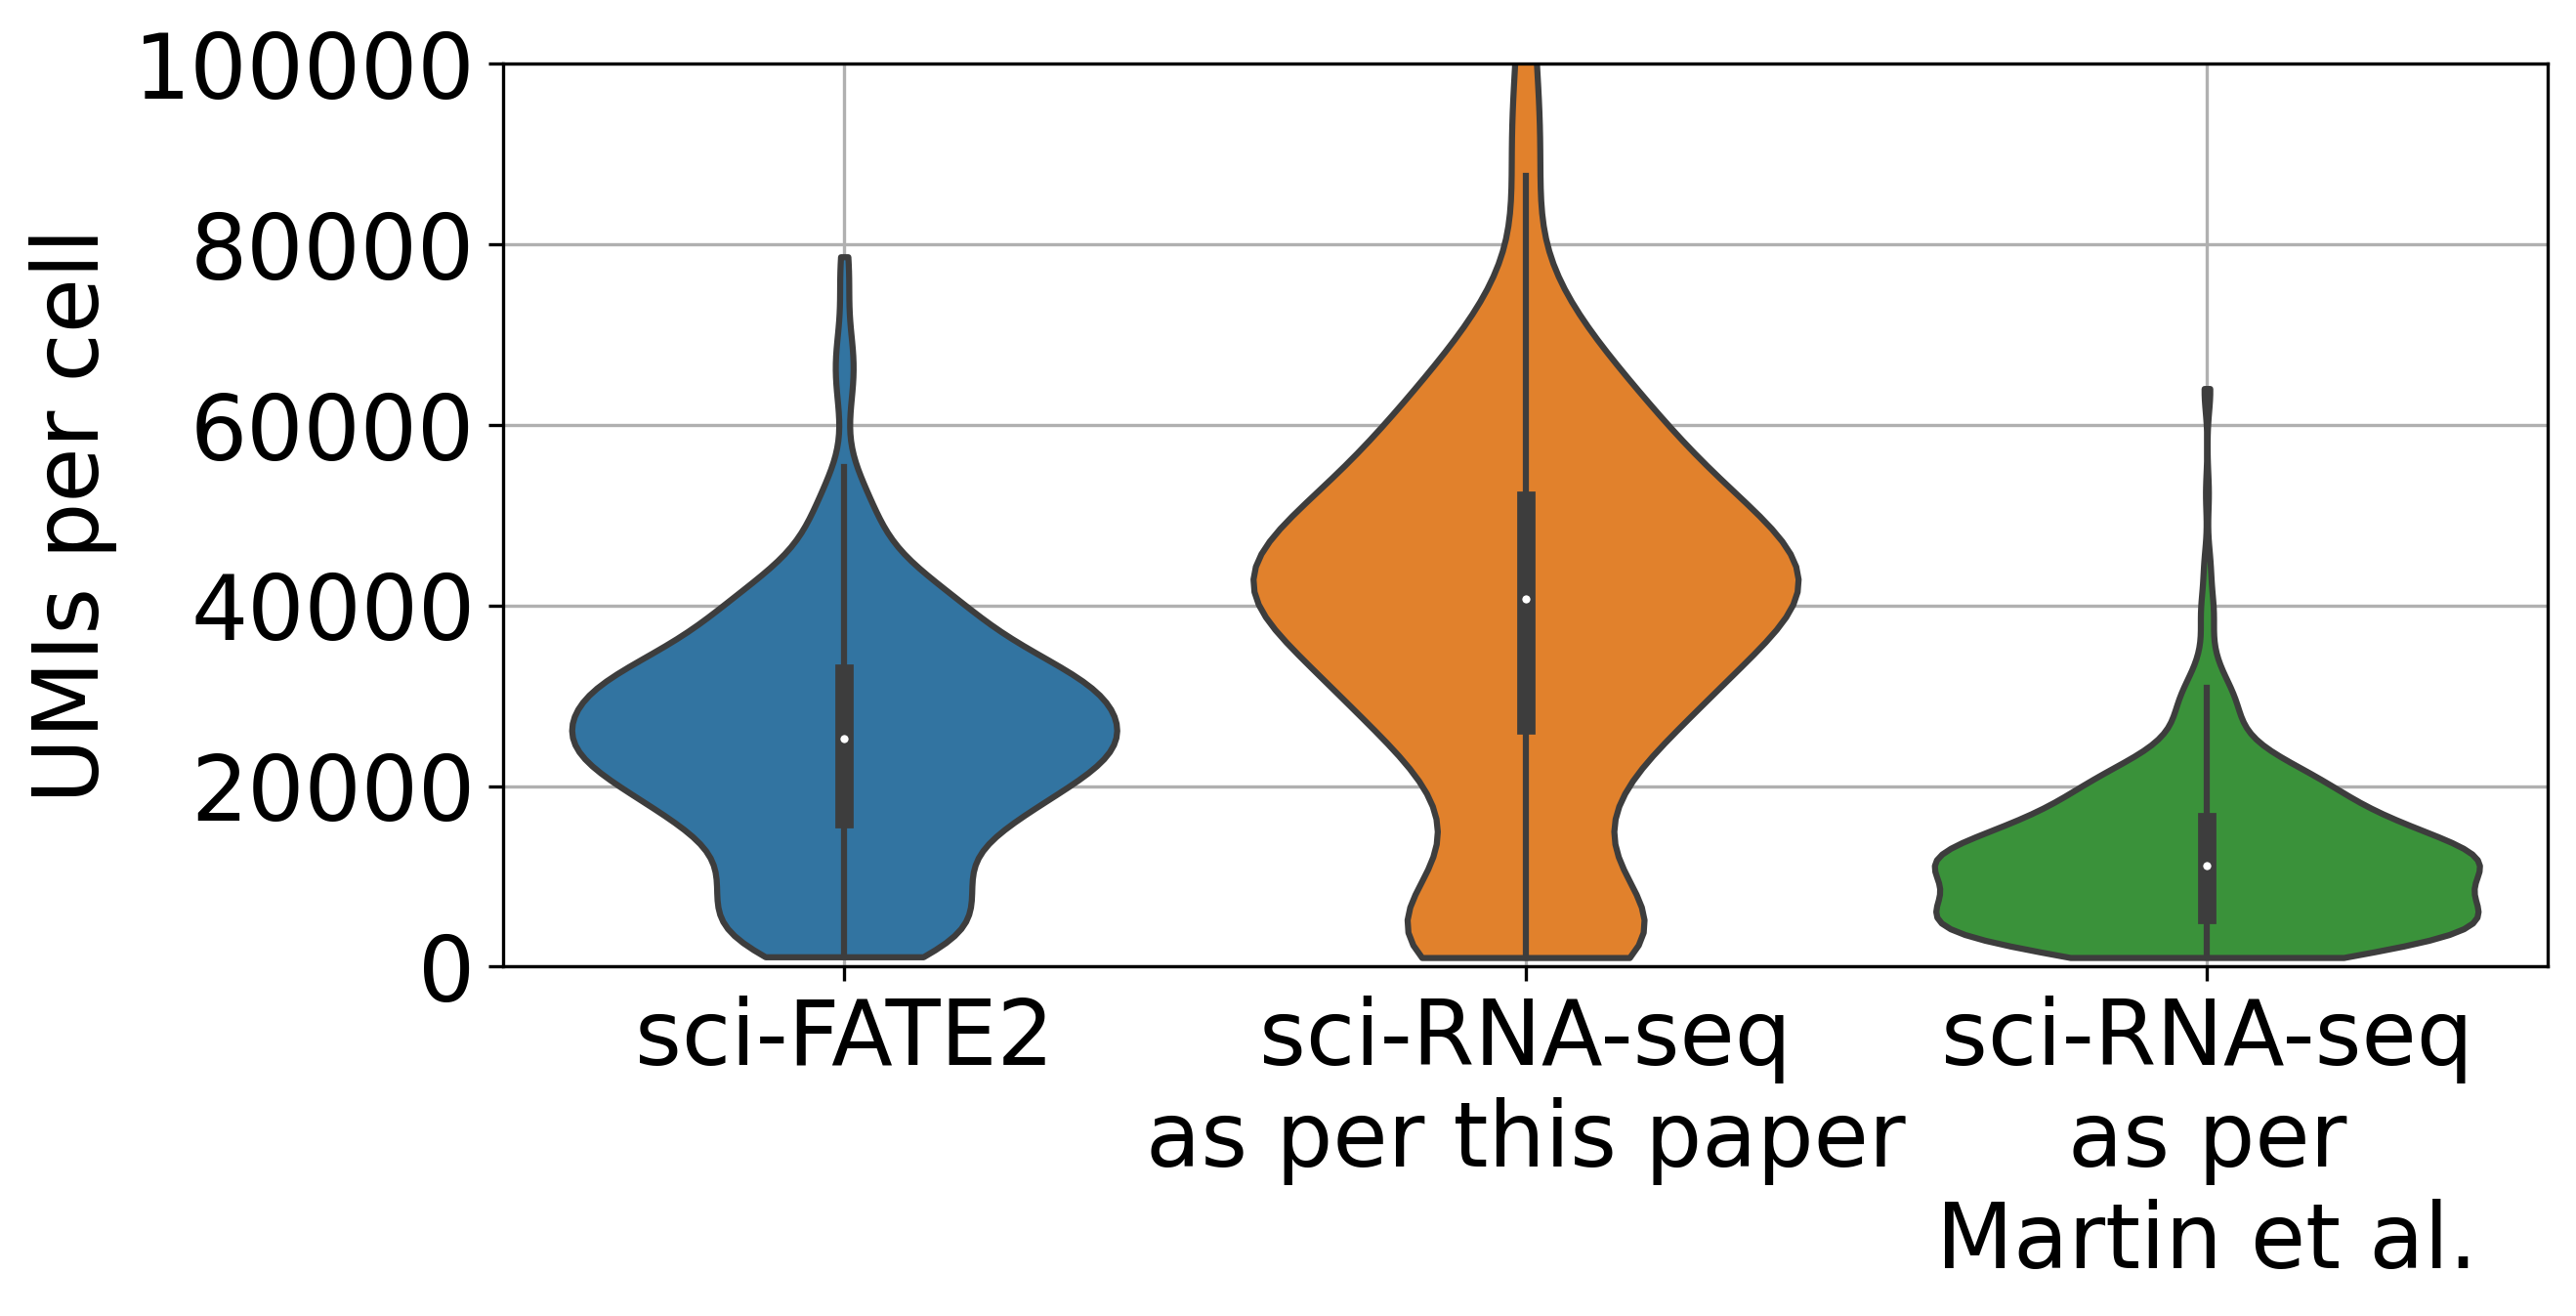 100000
80000
60000
40000
20000
0
UMIs per cell
sci-FATE2
sci-RNA-seq
as per this paper
sci-RNA-seq
as per
Martin et al.